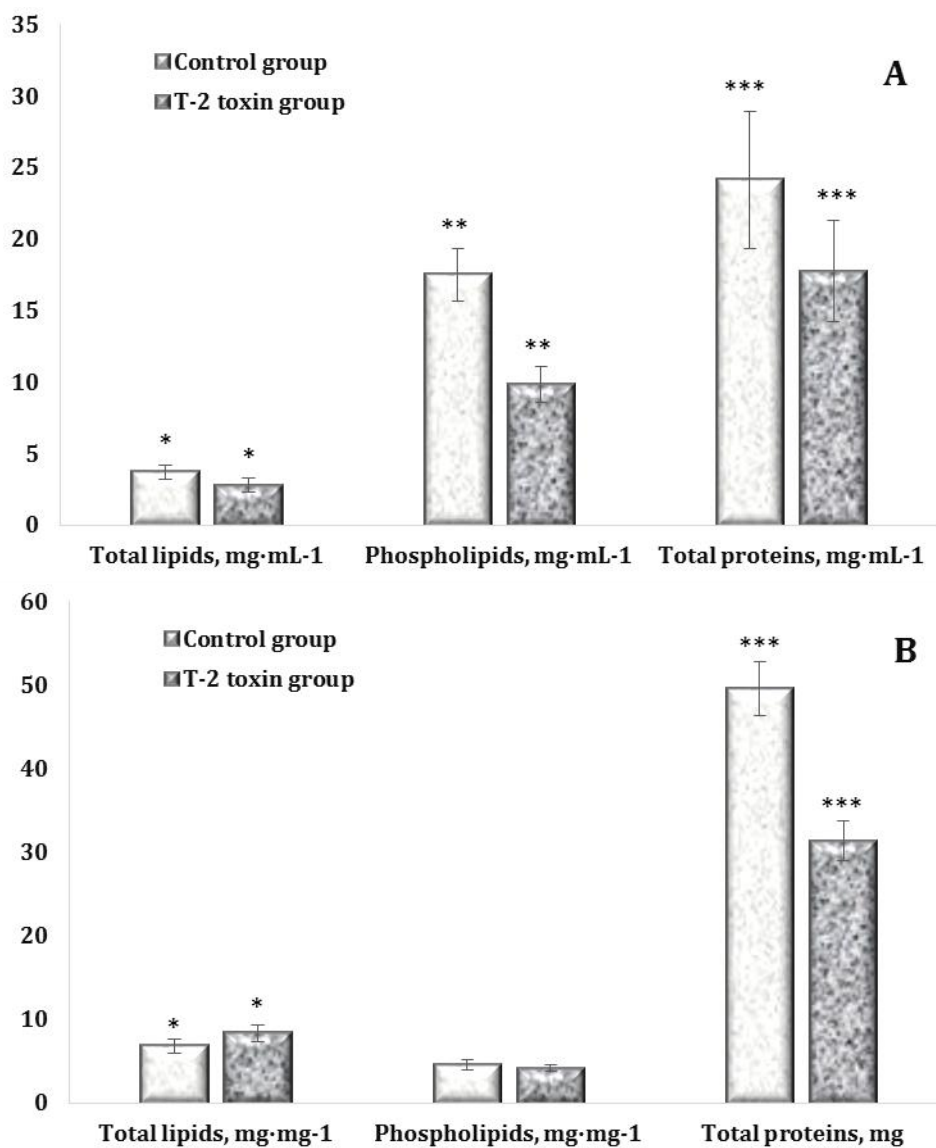 35
Control group
A
30
***
T-2 toxin group
25
***
20
**
15
**
10
5
*
*
0
Total lipids, mg·mL-1
Phospholipids, mg·mL-1
Total proteins, mg·mL-1
60
Control group
***
B
50
T-2 toxin group
40
***
30
20
10
*
*
0
Total lipids, mg·mg-1
Phospholipids, mg·mg-1
Total proteins, mg